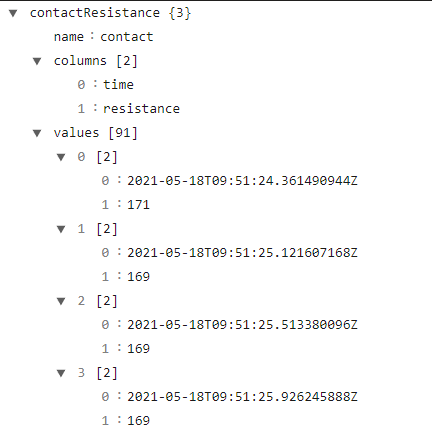 ▼ contactResistance {3}
name : contact
▼ columns [2]
0 : time
1 : resistance
▼ values [91]
▼ 0 [2]
0 : 2021-05-18T09:51:24.361490944Z
1 : 171
▼ 1 [2]
0 : 2021-05-18T09:51:25.121607168Z
1 : 169
▼ 2 [2]
0 : 2021-05-18T09:51:25.513380096Z
1 : 169
▼ 3 [2]
0 : 2021-05-18T09:51:25.926245888Z
1 : 169